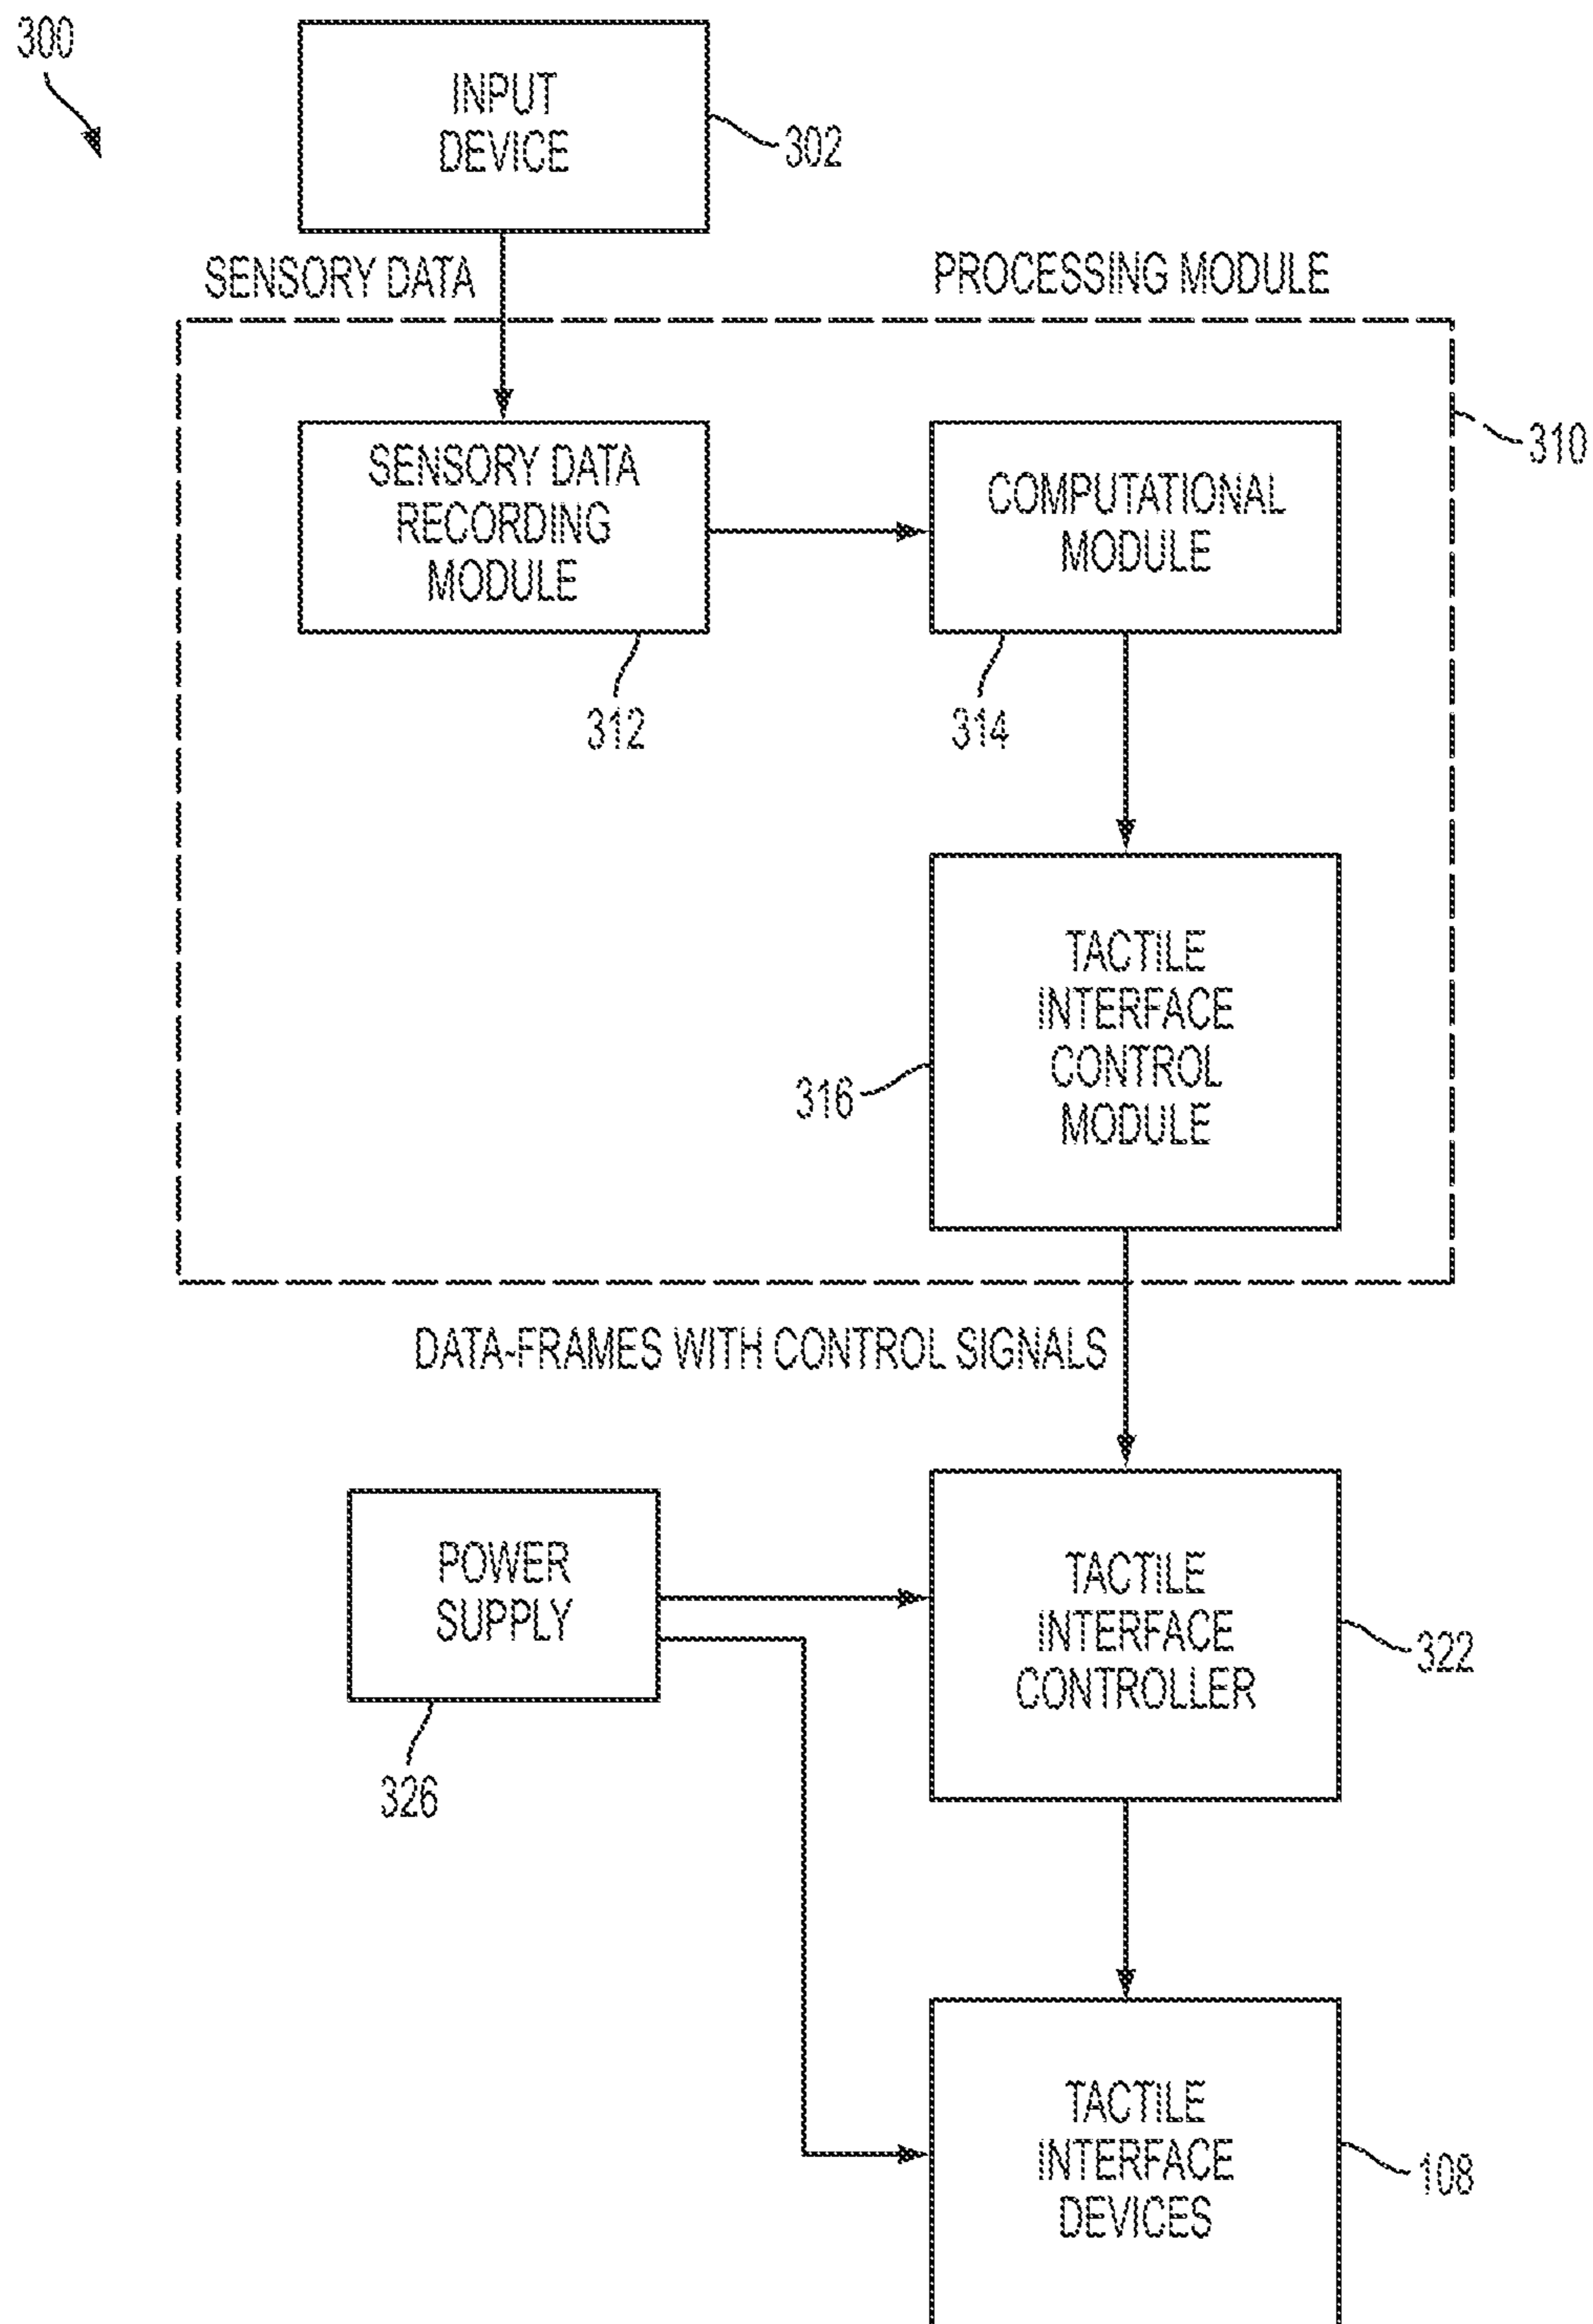 300
INPUT
DEVICE
302
SENSORY DATA
PROCESSING MODULE
310
SENSORY DATA
RECORDING
MODULE
312
COMPUTATIONAL
MODULE
314
TACTILE
INTERFACE
CONTROL
MODULE
316
DATA-FRAMES WITH CONTROL SIGNALS
POWER
SUPPLY
326
TACTILE
INTERFACE
CONTROLLER
322
TACTILE
INTERFACE
DEVICES
108